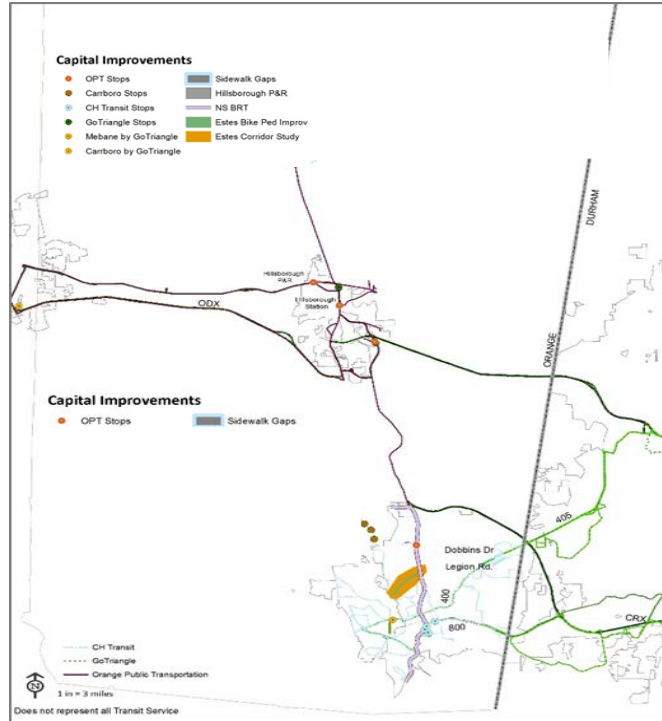 Capital Improvements
OPT Stops
Carrboro Stops
CH Transit Stops
GoTriangle Stops
Mebane by GoTriangle
Carrboro by GoTriangle
Sidewalk Gaps
Hillsborough P&R
NS BRT
Estes Bike Ped Improv
Estes Corridor Study
DURHAM
ORANGE
Hillsborough
P&R
Hillsborough
Station
ODX
Capital Improvements
OPT Stops
Sidewalk Gaps
405
Dobbins Dr
Legion Rd.
400
800
CRX
CH Transit
GoTriangle
Orange Public Transportation
N
1 in = 3 miles
Does not represent all Transit Service